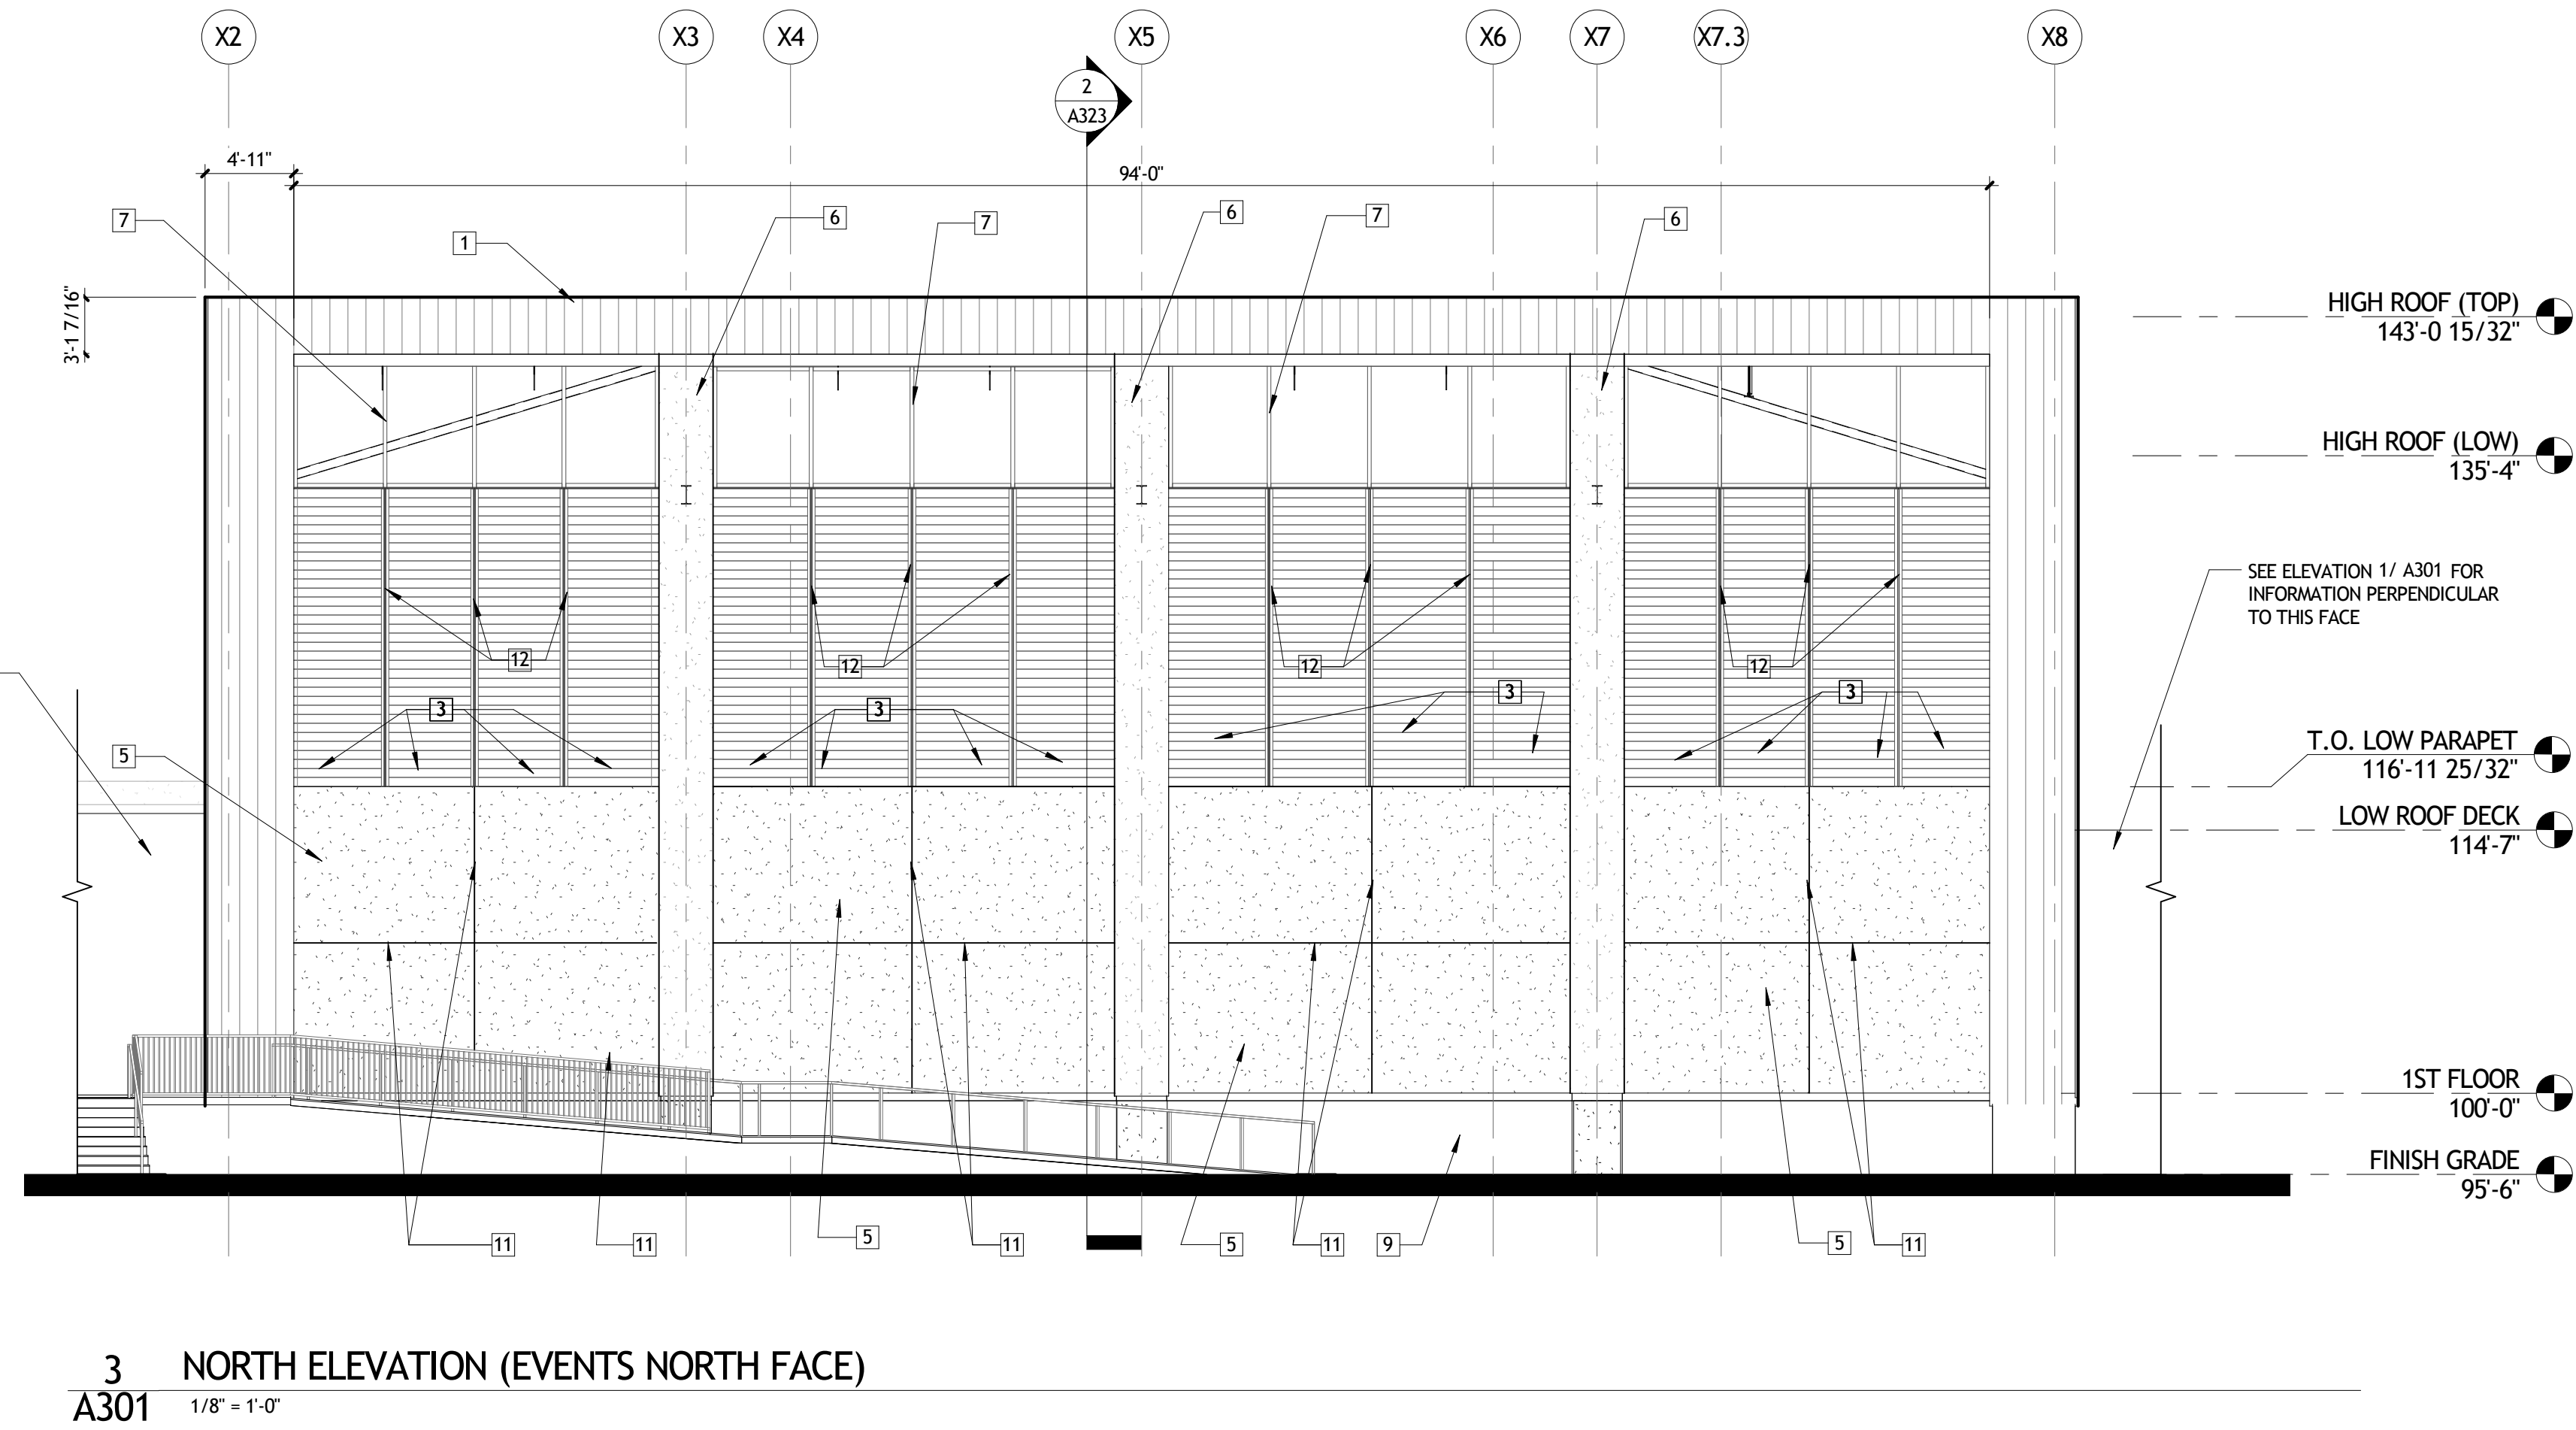 X2
X3
X4
X5
X6
X7
X7.3
X8
2
A323
4'-11"
94'-0"
7
1
6
7
6
7
6
3'-1 7/16"
HIGH ROOF (TOP)
143'-0 15/32"
HIGH ROOF (LOW)
135'-4"
SEE ELEVATION 1/ A301 FOR
INFORMATION PERPENDICULAR
TO THIS FACE
12
12
12
12
3
3
3
3
5
T.O. LOW PARAPET
116'-11 25/32"
LOW ROOF DECK
114'-7"
1ST FLOOR
100'-0"
FINISH GRADE
95'-6"
11
11
5
11
5
11
9
5
11
3
A301
NORTH ELEVATION (EVENTS NORTH FACE)
1/8" = 1'-0"